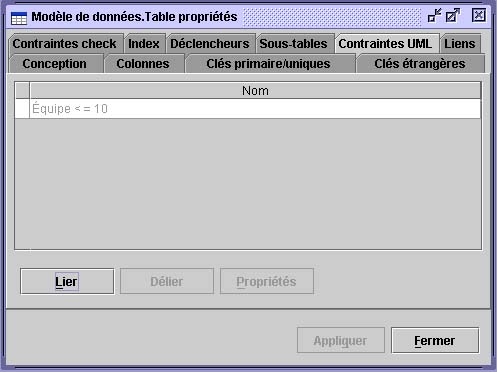 Modèle de données.Table propriétés
Contraintes check Index Déclencheurs Sous-tables Contraintes UML Liens
Conception Colonnes Clés primaire/uniques Clés étrangères
Nom
Équipe < = 10
Lier Délier Propriétés
Appliquer Fermer